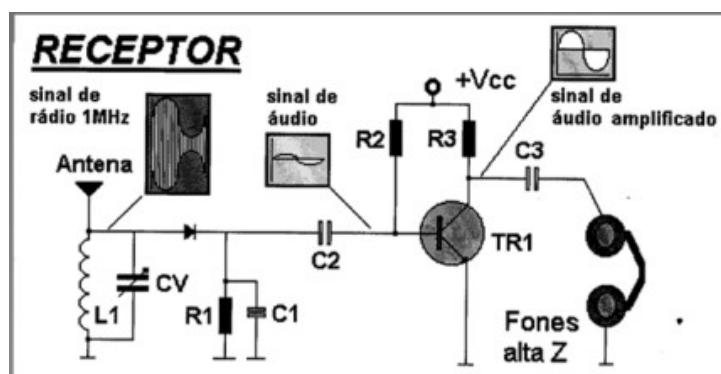 RECEPTOR
sinal de
rádio 1MHz
Antena
sinal de
áudio
+Vcc
sinal de
áudio amplificado
R2
R3
C3
C2
TR1
L1
CV
R1
C1
Fones
alta Z